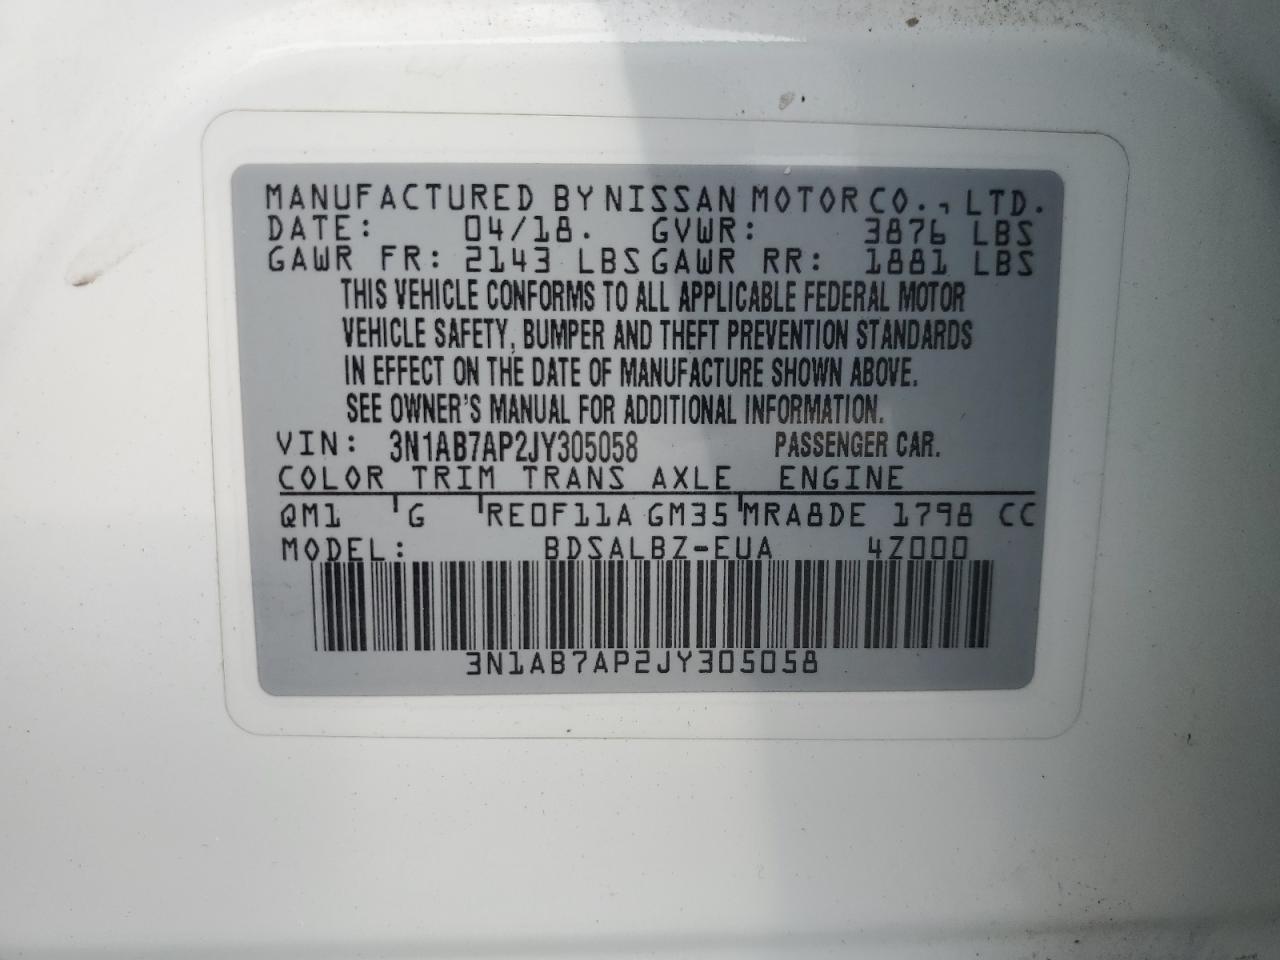 MANUFACTURED BY NISSAN MOTOR CO., LTD.
DATE: 04/18. GVWR: 3876 LBS
GAWR FR: 2143 LBS GAWR RR: 1881 LBS
THIS VEHICLE CONFORMS TO ALL APPLICABLE FEDERAL MOTOR
VEHICLE SAFETY, BUMPER AND THEFT PREVENTION STANDARDS
IN EFFECT ON THE DATE OF MANUFACTURE SHOWN ABOVE.
SEE OWNER'S MANUAL FOR ADDITIONAL INFORMATION.
VIN: 3N1AB7AP2JY305058 PASSENGER CAR.
COLOR TRIM TRANS AXLE ENGINE
QM1 G RE0F11A GM35 MRA8DE 1798 CC
MODEL: BDSALBZ-EUA 4Z000
3N1AB7AP2JY305058